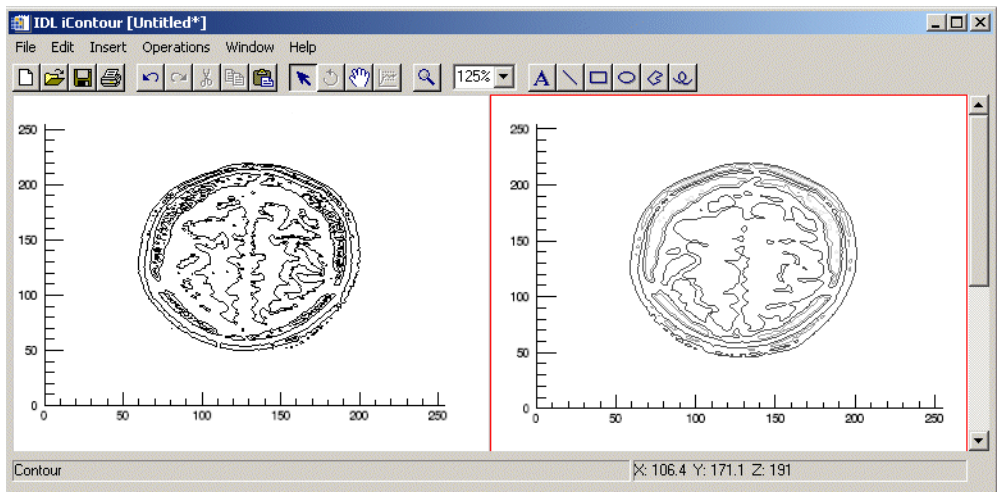 IDL iContour [Untitled*]
File Edit Insert Operations Window Help
125% A
250 250
200 200
150 150
100 100
50 50
0 0
0 50 100 150 200 250 0 50 100 150 200 250
Contour X: 106.4 Y: 171.1 Z: 191